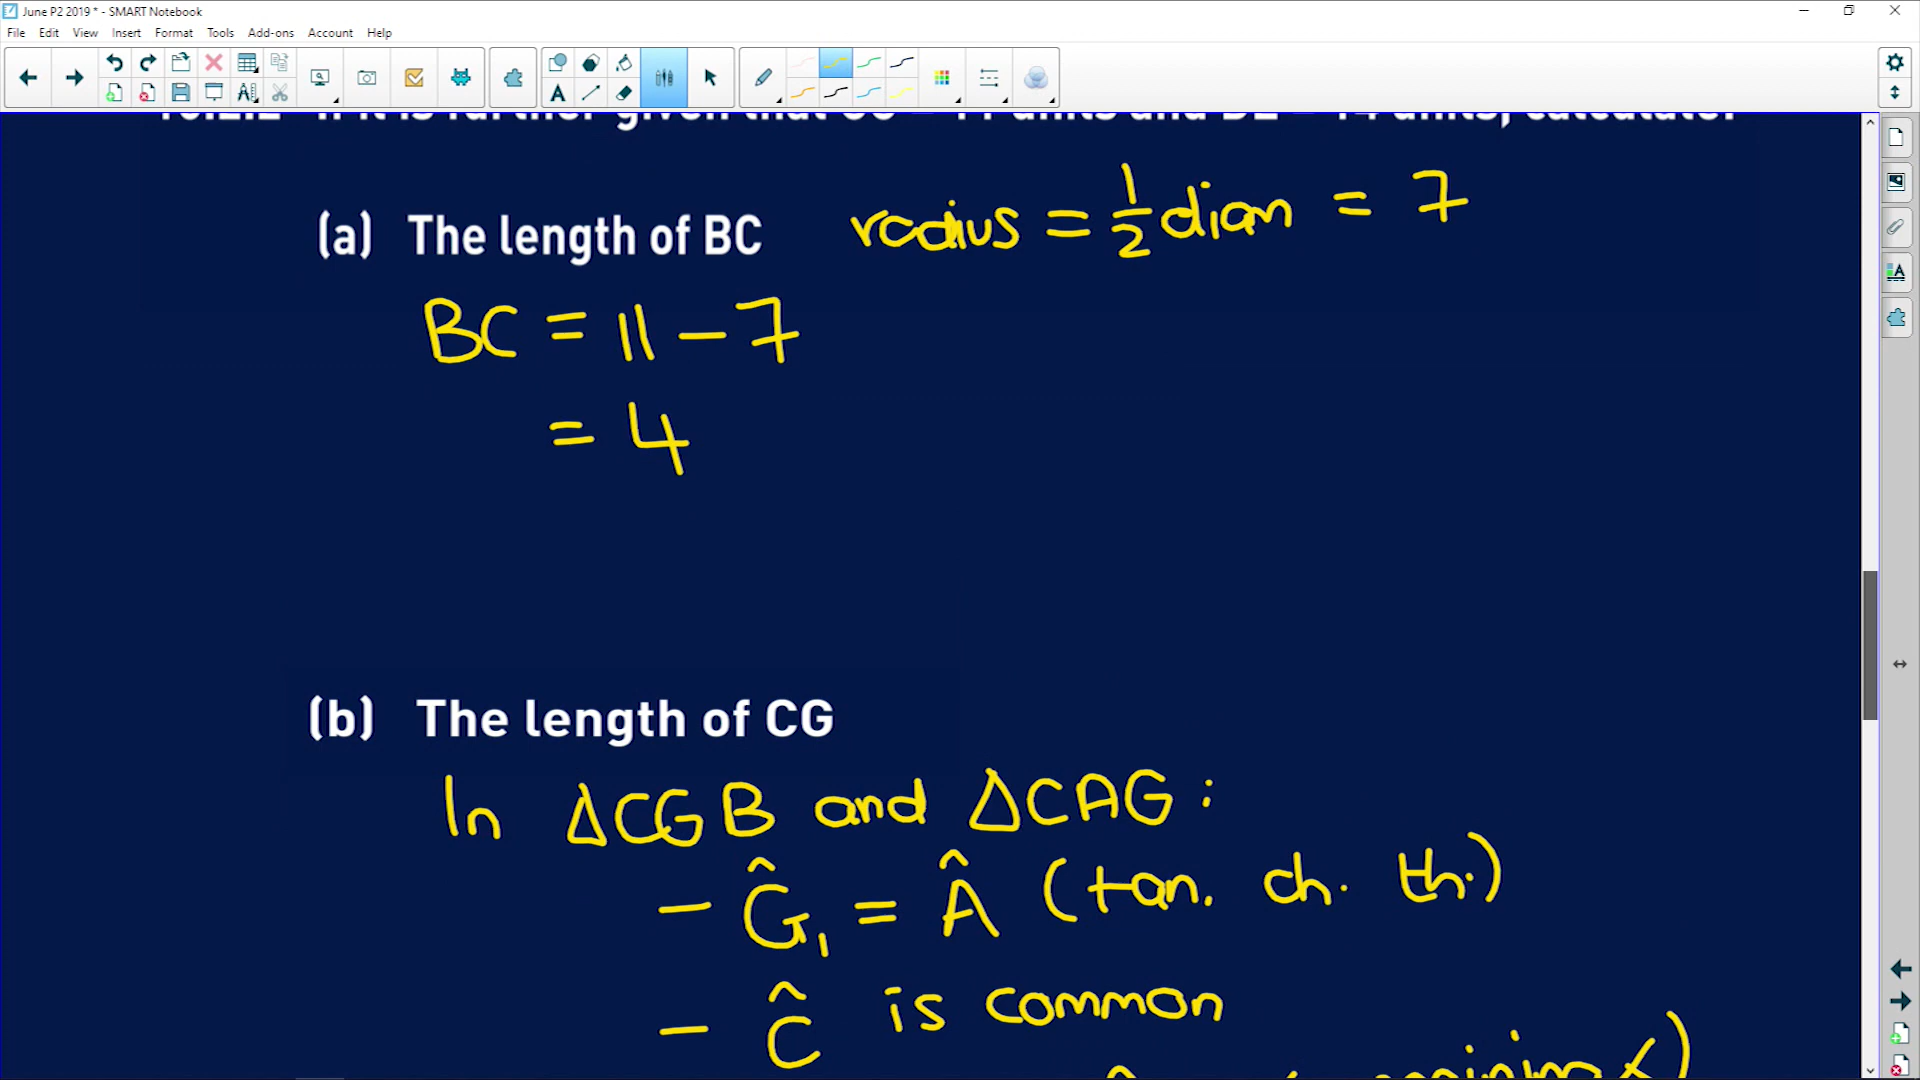 June P2 2019 * - SMART Notebook
File Edit View Insert Format Tools Add-ons Account Help
(a) The length of BC
radius = 1/2 diam = 7
BC = 11 - 7
= 4
(b) The length of CG
In ΔCGB and ΔCAG :
- Ĝ₁ = Â (tan. ch. th.)
- Ĉ is common